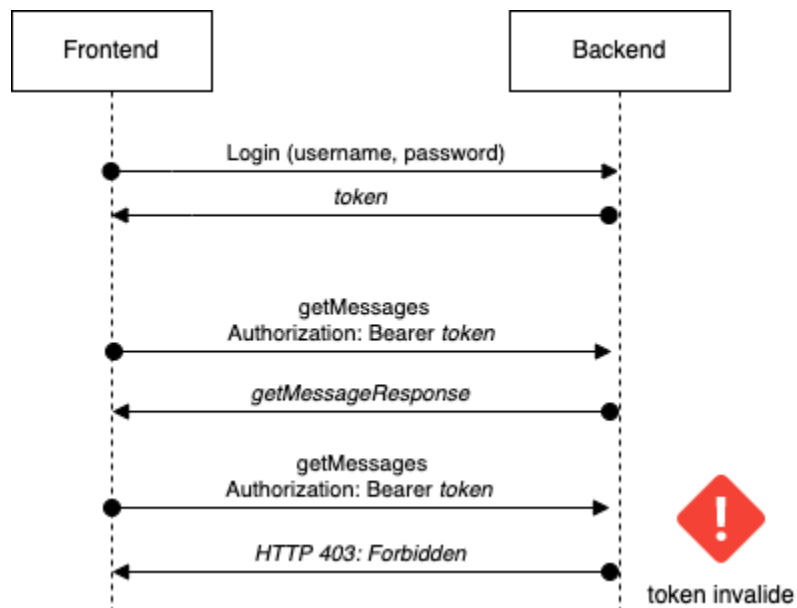 Frontend
Backend
Login (username, password)
token
getMessages
Authorization: Bearer token
getMessageResponse
getMessages
Authorization: Bearer token
HTTP 403: Forbidden
!
token invalide